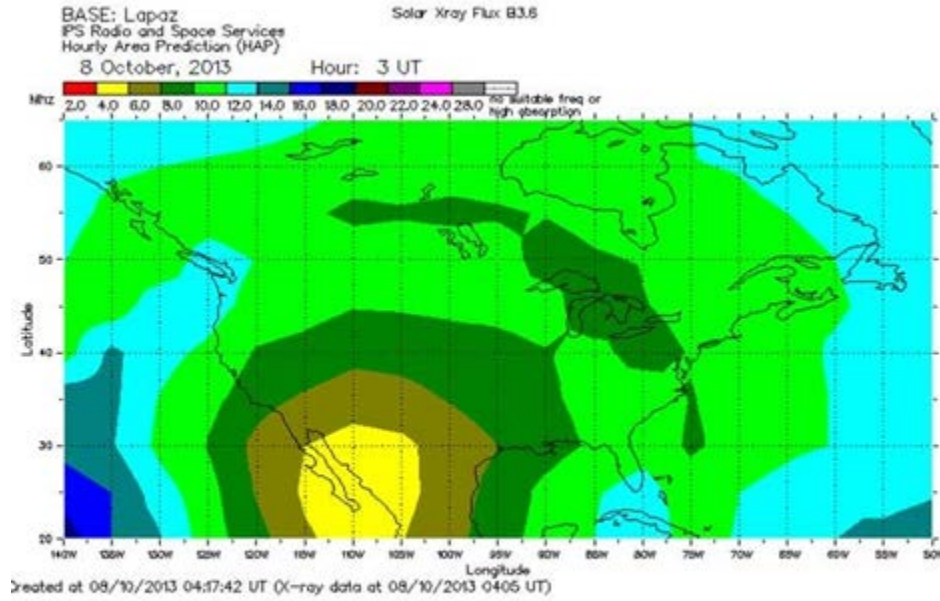 BASE: Lapaz
Solar Xray Flux B3.6
IPS Radio and Space Services
Hourly Area Prediction (HAP)
8 October, 2013 Hour: 3 UT
Mhz 2.0 4.0 6.0 8.0 10.0 12.0 14.0 16.0 18.0 20.0 22.0 24.0 28.0 no suitable freq or
high absorption
60
50
Latitude
40
30
20
140W 135W 130W 125W 120W 115W 110W 105W 100W 95W 90W 85W 80W 75W 70W 65W 60W 55W 50W
Longitude
Created at 08/10/2013 04:17:42 UT (X-ray data at 08/10/2013 0405 UT)